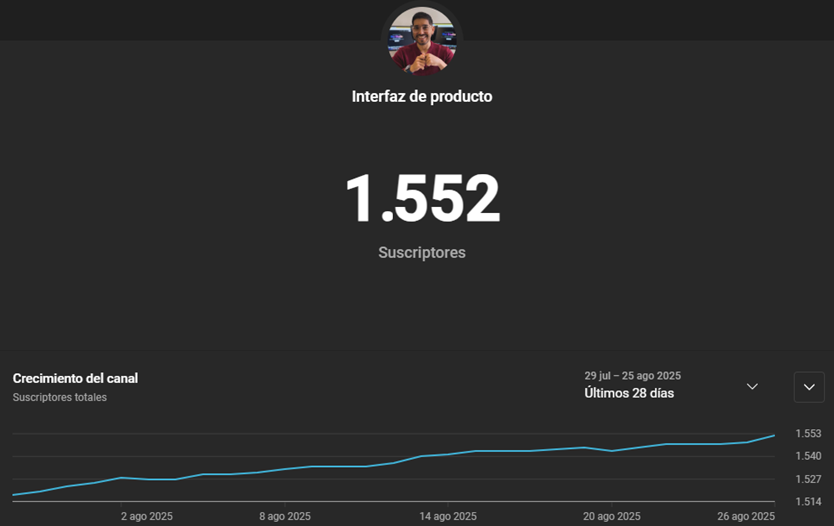 Interfaz de producto
1.552
Suscriptores
Crecimiento del canal
Suscriptores totales
29 jul – 25 ago 2025
Últimos 28 días
1.553
1.540
1.527
1.514
2 ago 2025
8 ago 2025
14 ago 2025
20 ago 2025
26 ago 2025